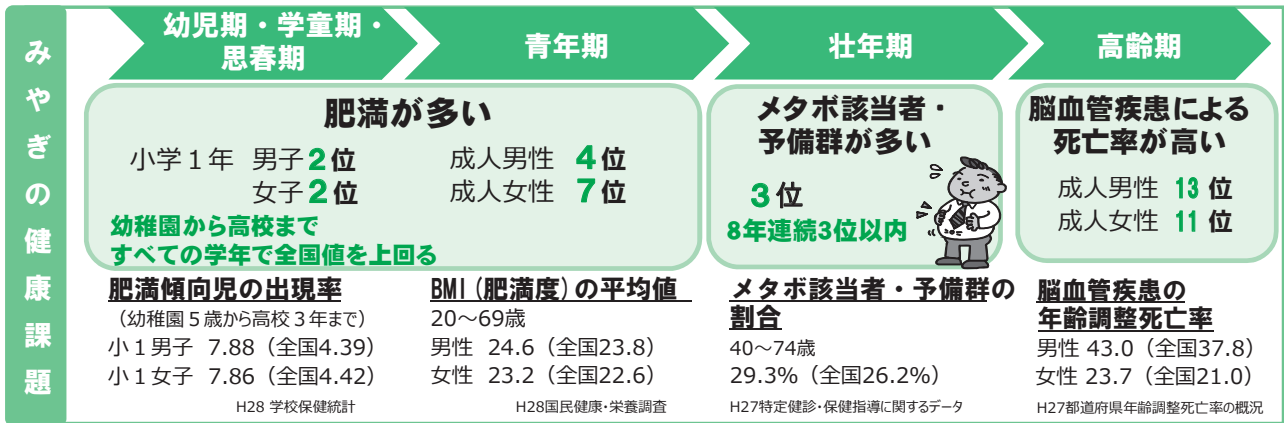 みやぎの健康課題
幼児期・学童期・
思春期
青年期
壮年期
高齢期
肥満が多い
小学１年 男子2位
女子2位
成人男性 4位
成人女性 7位
幼稚園から高校まで
すべての学年で全国値を上回る
メタボ該当者・
予備群が多い
3位
8年連続3位以内
脳血管疾患による
死亡率が高い
成人男性 13 位
成人女性 11 位
肥満傾向児の出現率
（幼稚園５歳から高校３年まで）
小１男子 7.88（全国4.39）
小１女子 7.86（全国4.42）
H28 学校保健統計
BMI(肥満度)の平均値
20～69歳
男性 24.6（全国23.8）
女性 23.2（全国22.6）
H28国民健康・栄養調査
メタボ該当者・予備群の
割合
40～74歳
29.3%（全国26.2%）
H27特定健診・保健指導に関するデータ
脳血管疾患の
年齢調整死亡率
男性 43.0（全国37.8）
女性 23.7（全国21.0）
H27都道府県年齢調整死亡率の概況